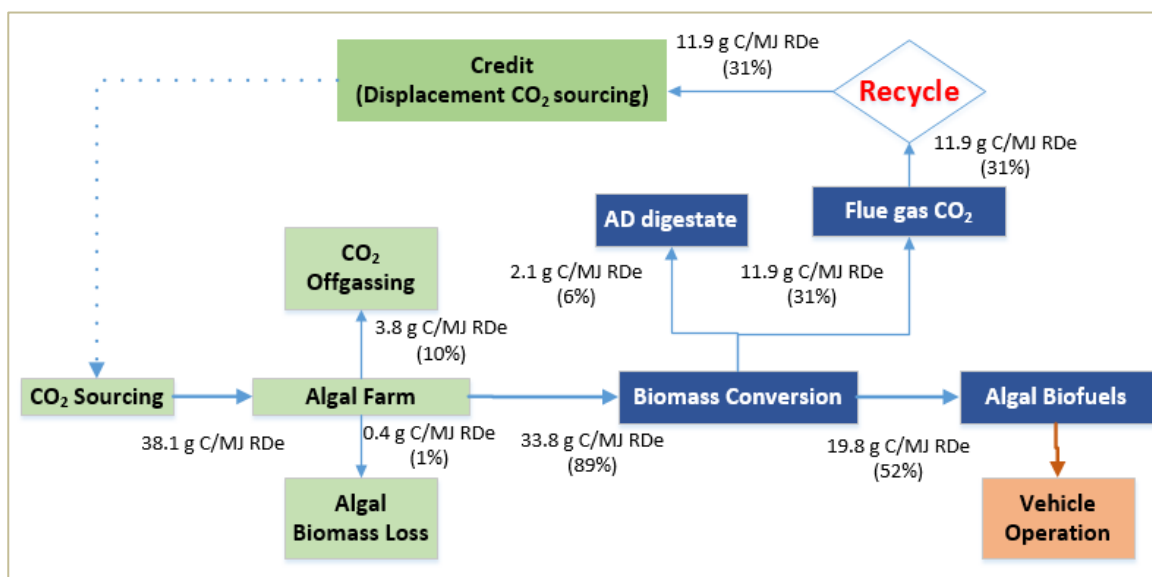 11.9 g C/MJ RDe
(31%)
Credit
(Displacement CO₂ sourcing)
Recycle
11.9 g C/MJ RDe
(31%)
AD digestate
Flue gas CO₂
CO₂
Offgassing
2.1 g C/MJ RDe
(6%)
11.9 g C/MJ RDe
(31%)
3.8 g C/MJ RDe
(10%)
CO₂ Sourcing
Algal Farm
Biomass Conversion
Algal Biofuels
38.1 g C/MJ RDe
0.4 g C/MJ RDe
(1%)
33.8 g C/MJ RDe
(89%)
19.8 g C/MJ RDe
(52%)
Algal
Biomass Loss
Vehicle
Operation